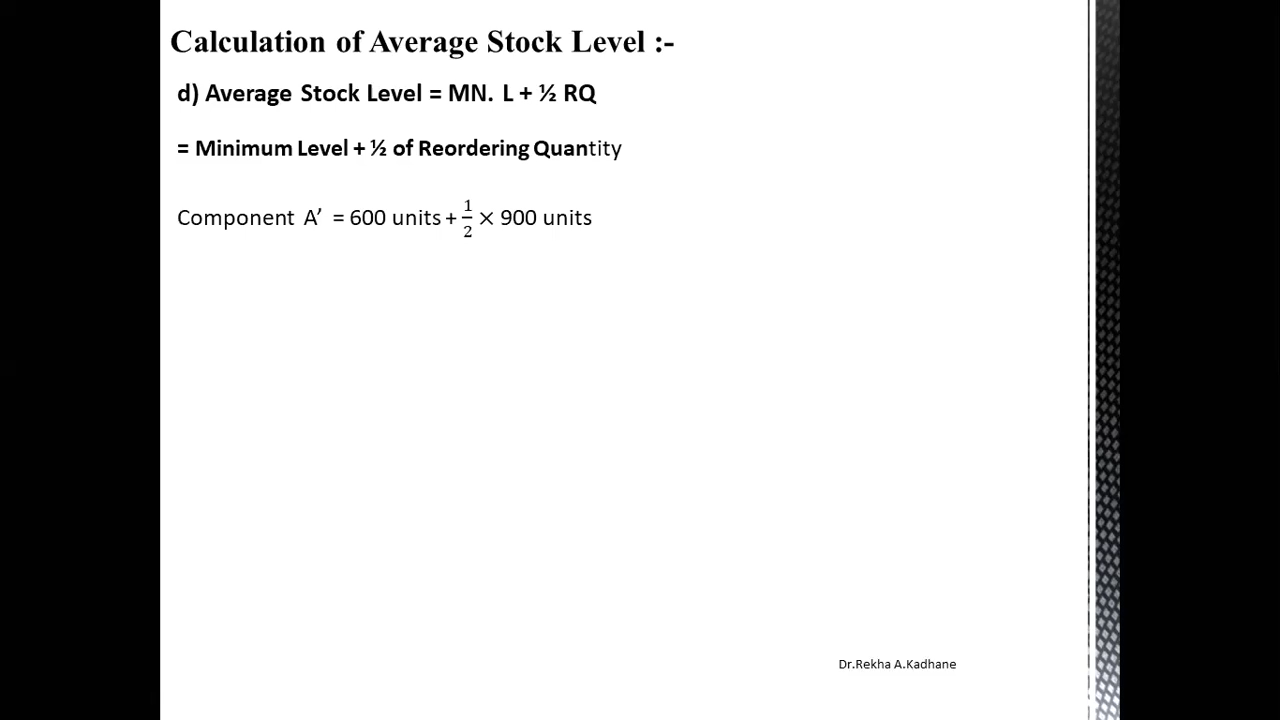 Calculation of Average Stock Level :-
d) Average Stock Level = MN. L + ½ RQ
= Minimum Level + ½ of Reordering Quantity
Component A’ = 600 units + 1/2 × 900 units
Dr.Rekha A.Kadhane